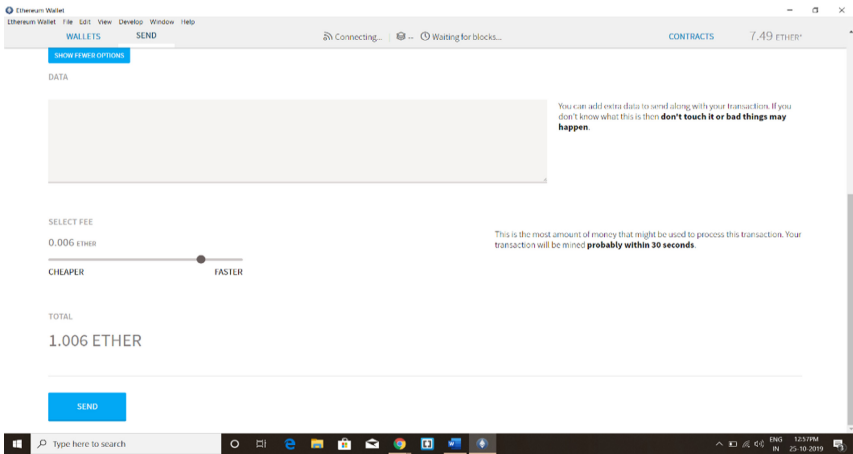 Ethereum Wallet
Ethereum Wallet File Edit View Develop Window Help
WALLETS SEND Connecting... -- Waiting for blocks... CONTRACTS 7.49 ETHER*
SHOW FEWER OPTIONS
DATA
You can add extra data to send along with your transaction. If you
don't know what this is then don't touch it or bad things may
happen.
SELECT FEE
0.006 ETHER
This is the most amount of money that might be used to process this transaction. Your
transaction will be mined probably within 30 seconds.
CHEAPER FASTER
TOTAL
1.006 ETHER
SEND
Type here to search
ENG 12:57PM
IN 25-10-2019